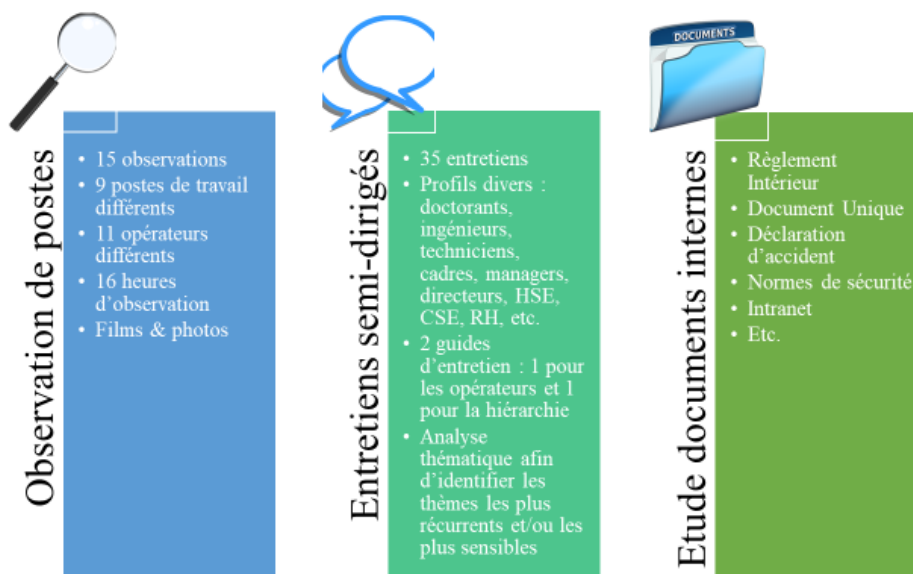 Observation de postes
• 15 observations
• 9 postes de travail
différents
• 11 opérateurs
différents
• 16 heures
d’observation
• Films & photos
Entretiens semi-dirigés
• 35 entretiens
• Profils divers :
doctorants,
ingénieurs,
techniciens,
cadres, managers,
directeurs, HSE,
CSE, RH, etc.
• 2 guides
d’entretien : 1 pour
les opérateurs et 1
pour la hiérarchie
• Analyse
thématique afin
d’identifier les
thèmes les plus
récurrents et/ou les
plus sensibles
DOCUMENTS
Etude documents internes
• Règlement
Intérieur
• Document Unique
• Déclaration
d’accident
• Normes de sécurité
• Intranet
• Etc.